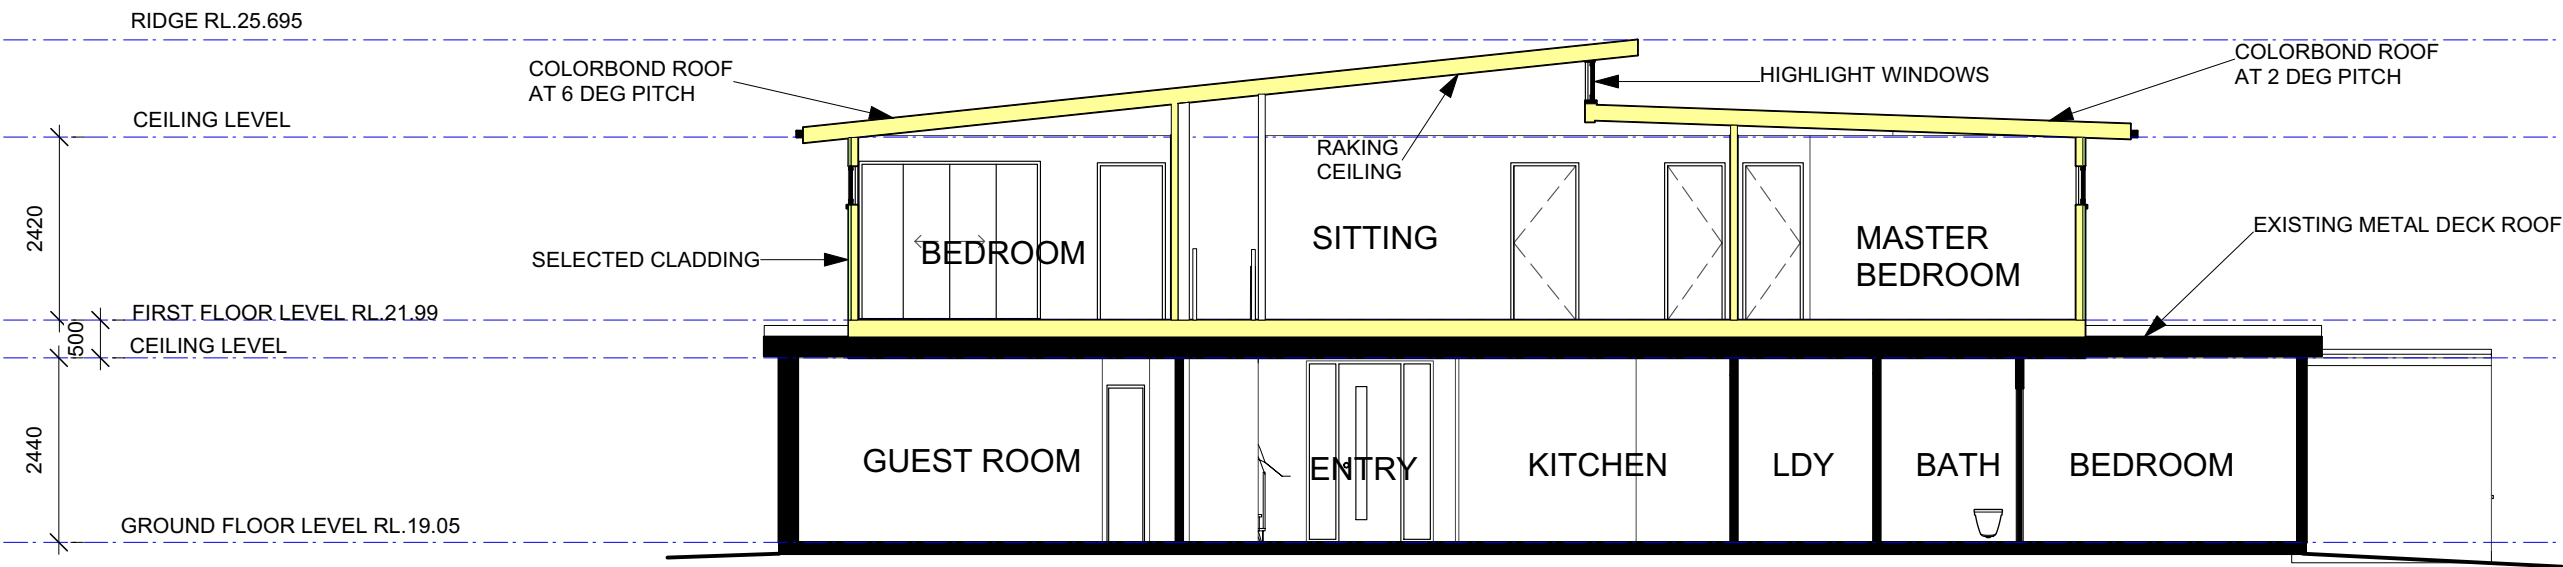 RIDGE RL.25.695
COLORBOND ROOF
AT 6 DEG PITCH
HIGHLIGHT WINDOWS
COLORBOND ROOF
AT 2 DEG PITCH
CEILING LEVEL
RAKING
CEILING
2420
SELECTED CLADDING
BEDROOM
SITTING
MASTER
BEDROOM
EXISTING METAL DECK ROOF
FIRST FLOOR LEVEL RL.21.99
500
CEILING LEVEL
2440
GUEST ROOM
ENTRY
KITCHEN
LDY
BATH
BEDROOM
GROUND FLOOR LEVEL RL.19.05